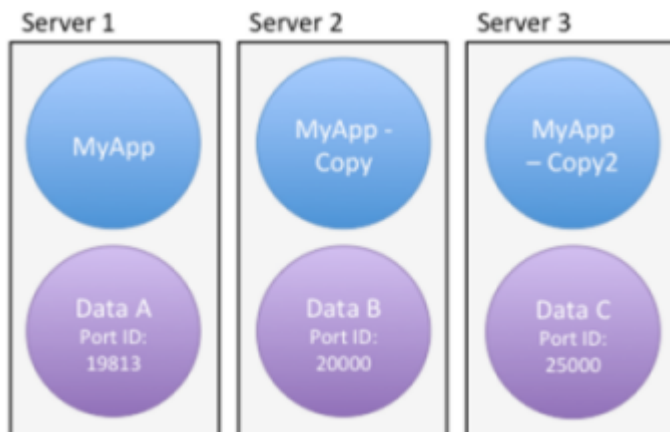 Server 1
Server 2
Server 3
MyApp
MyApp -
Copy
MyApp
– Copy2
Data A
Port ID:
19813
Data B
Port ID:
20000
Data C
Port ID:
25000